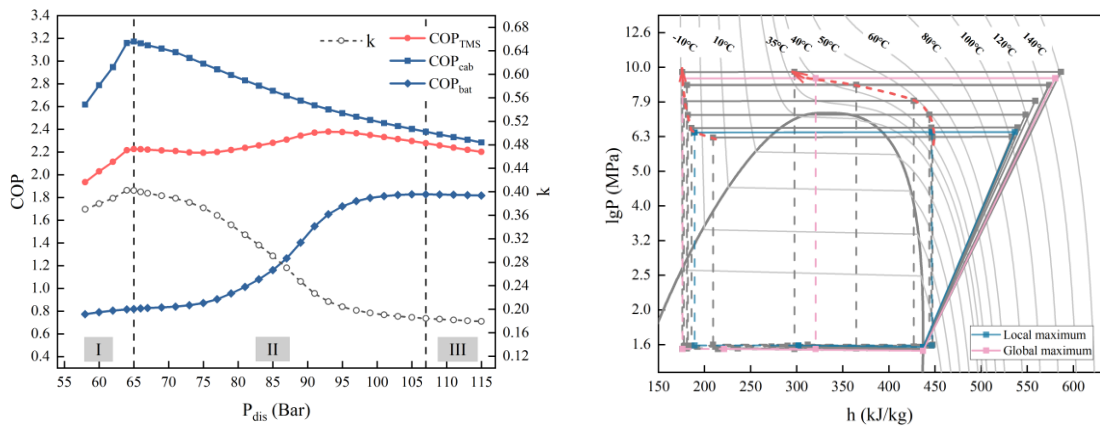 COP
3.4
3.2
3.0
2.8
2.6
2.4
2.2
2.0
1.8
1.6
1.4
1.2
1.0
0.8
0.6
0.4
k
COP_TMS
COP_cab
COP_bat
I
II
III
55 60 65 70 75 80 85 90 95 100 105 110 115
P_dis (Bar)
0.68
0.64
0.60
0.56
0.52
0.48
0.44
0.40
0.36
0.32
0.28
0.24
0.20
0.16
0.12
k
lgP (MPa)
12.6
10.0
7.9
6.3
5.0
4.0
3.2
2.5
2.0
1.6
-10℃ 10℃ 35℃ 40℃ 50℃ 60℃ 80℃ 100℃ 120℃ 140℃
Local maximum
Global maximum
150 200 250 300 350 400 450 500 550 600
h (kJ/kg)